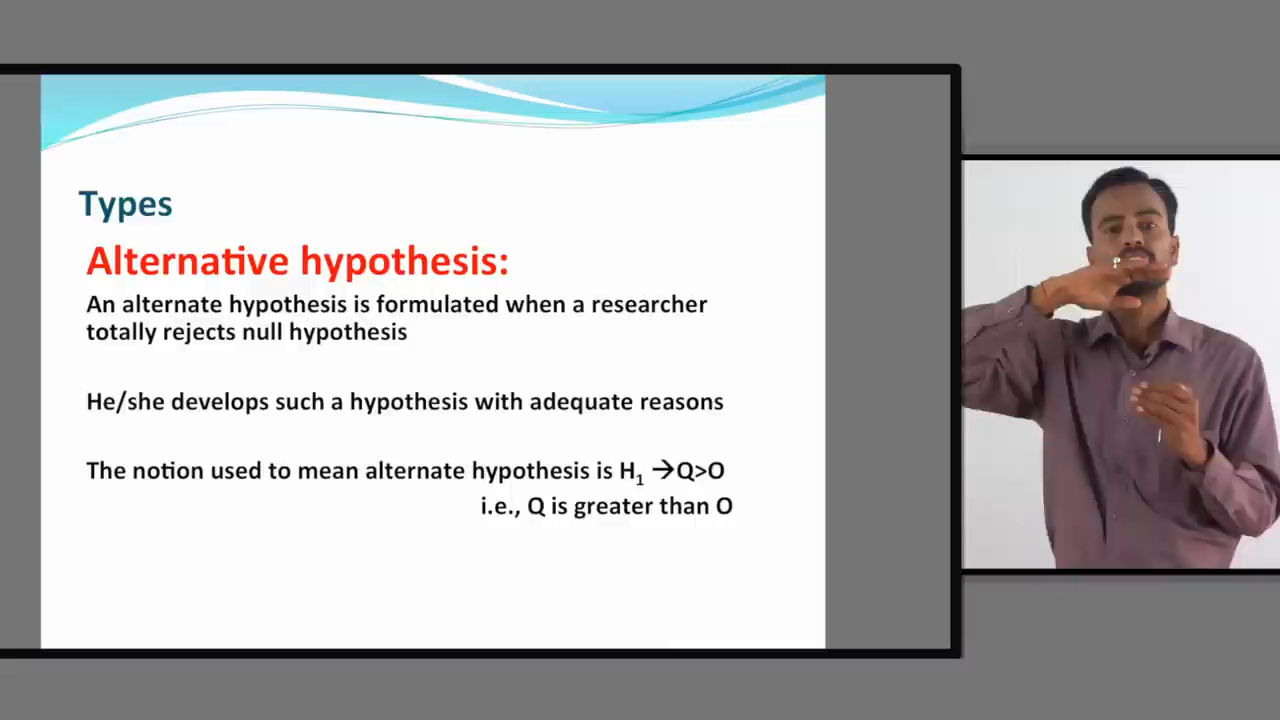 Types
Alternative hypothesis:
An alternate hypothesis is formulated when a researcher
totally rejects null hypothesis
He/she develops such a hypothesis with adequate reasons
The notion used to mean alternate hypothesis is H₁ →Q>O
i.e., Q is greater than O